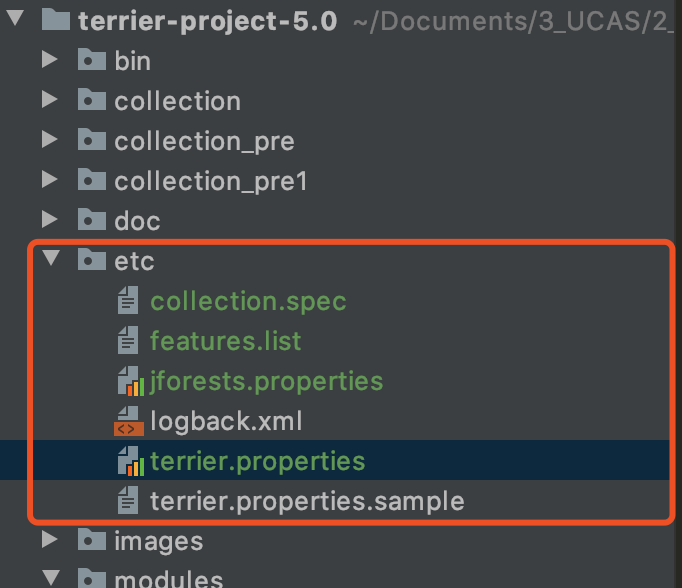 terrier-project-5.0 ~/Documents/3_UCAS/2_
bin
collection
collection_pre
collection_pre1
doc
etc
collection.spec
features.list
jforests.properties
logback.xml
terrier.properties
terrier.properties.sample
images
modules